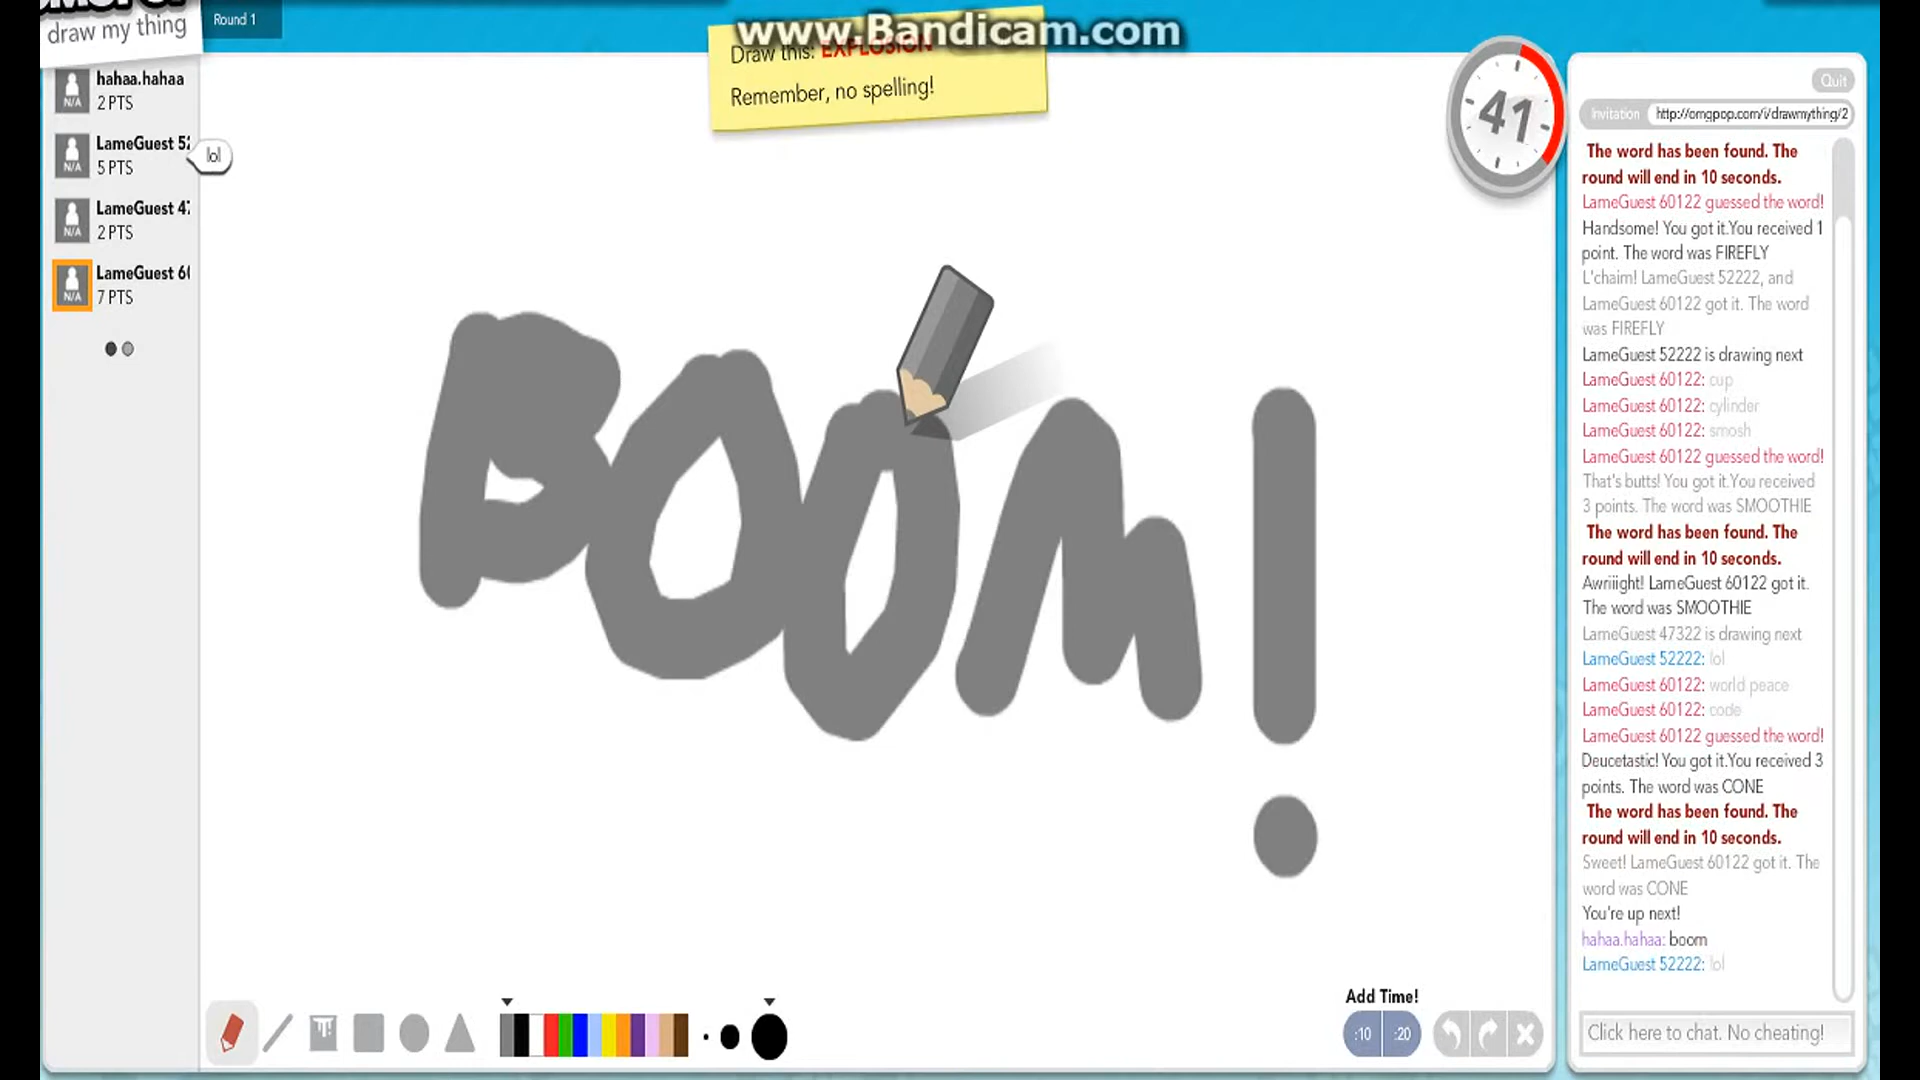 draw my thing
Round 1
www.Bandicam.com
Draw this: EXPLOSION
Remember, no spelling!
41
hahaa.hahaa
N/A
2 PTS
LameGuest 52
N/A
5 PTS
lol
LameGuest 47
N/A
2 PTS
LameGuest 60
N/A
7 PTS
BOOM!
Quit
Invitation http://omgpop.com/i/drawmything/2
The word has been found. The
round will end in 10 seconds.
LameGuest 60122 guessed the word!
Handsome! You got it.You received 1
point. The word was FIREFLY
L'chaim! LameGuest 52222, and
LameGuest 60122 got it. The word
was FIREFLY
LameGuest 52222 is drawing next
LameGuest 60122: cup
LameGuest 60122: cylinder
LameGuest 60122: smosh
LameGuest 60122 guessed the word!
That's butts! You got it.You received
3 points. The word was SMOOTHIE
The word has been found. The
round will end in 10 seconds.
Awriiight! LameGuest 60122 got it.
The word was SMOOTHIE
LameGuest 47322 is drawing next
LameGuest 52222: lol
LameGuest 60122: world peace
LameGuest 60122: code
LameGuest 60122 guessed the word!
Deucetastic! You got it.You received 3
points. The word was CONE
The word has been found. The
round will end in 10 seconds.
Sweet! LameGuest 60122 got it. The
word was CONE
You're up next!
hahaa.hahaa: boom
LameGuest 52222: lol
Add Time!
:10 :20
Click here to chat. No cheating!